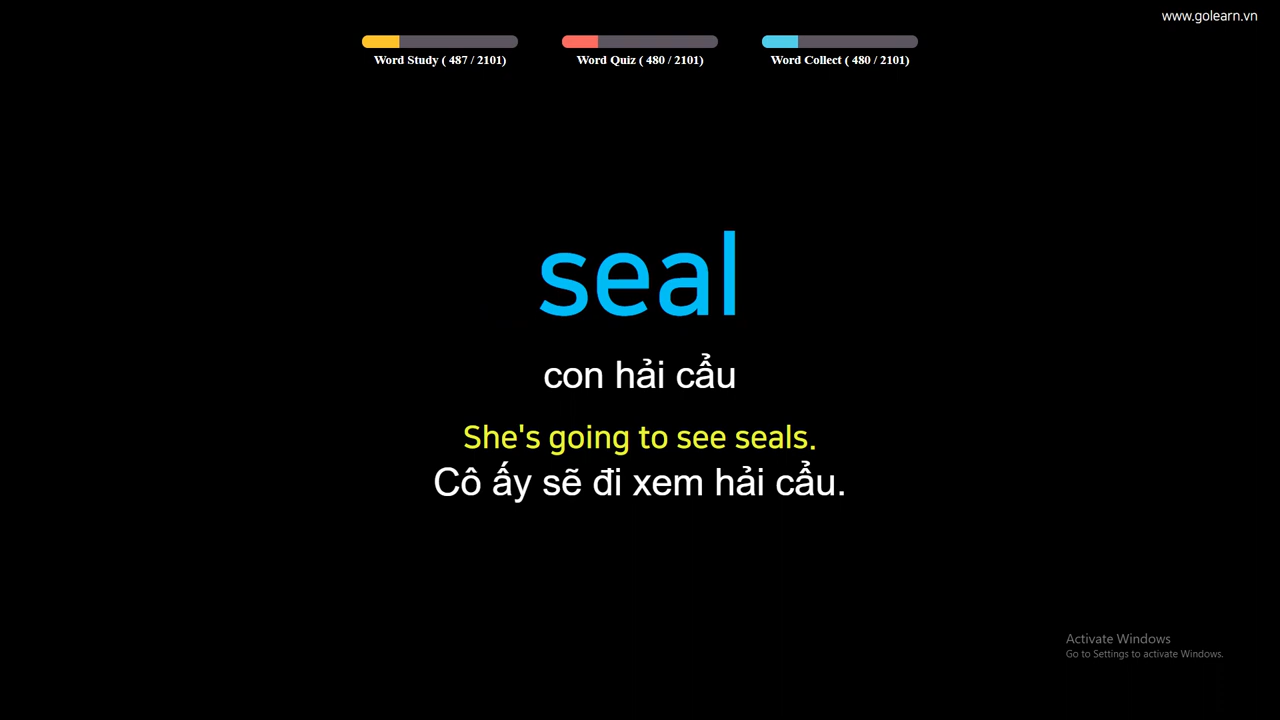 www.golearn.vn
Word Study ( 487 / 2101)
Word Quiz ( 480 / 2101)
Word Collect ( 480 / 2101)
seal
con hải cẩu
She's going to see seals.
Cô ấy sẽ đi xem hải cẩu.
Activate Windows
Go to Settings to activate Windows.